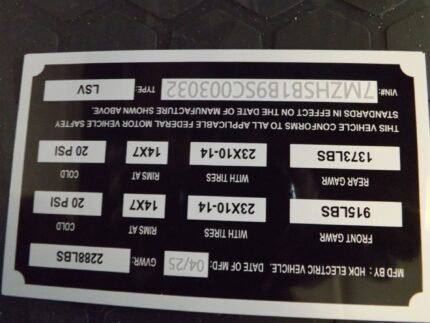 MFD BY : HDK ELECTRIC VEHICLE. DATE OF MFD: 04/25 GVWR: 2288LBS
FRONT GAWR WITH TIRES RIMS AT COLD
915LBS 23X10-14 14X7 20 PSI
REAR GAWR WITH TIRES RIMS AT COLD
1373LBS 23X10-14 14X7 20 PSI
THIS VEHICLE CONFORMS TO ALL APPLICABLE FEDERAL MOTOR VEHICLE SAFTEY
STANDARDS IN EFFECT ON THE DATE OF MANUFACTURE SHOWN ABOVE.
VIN#: 7MZHSB1B9SC003032 TYPE: LSV